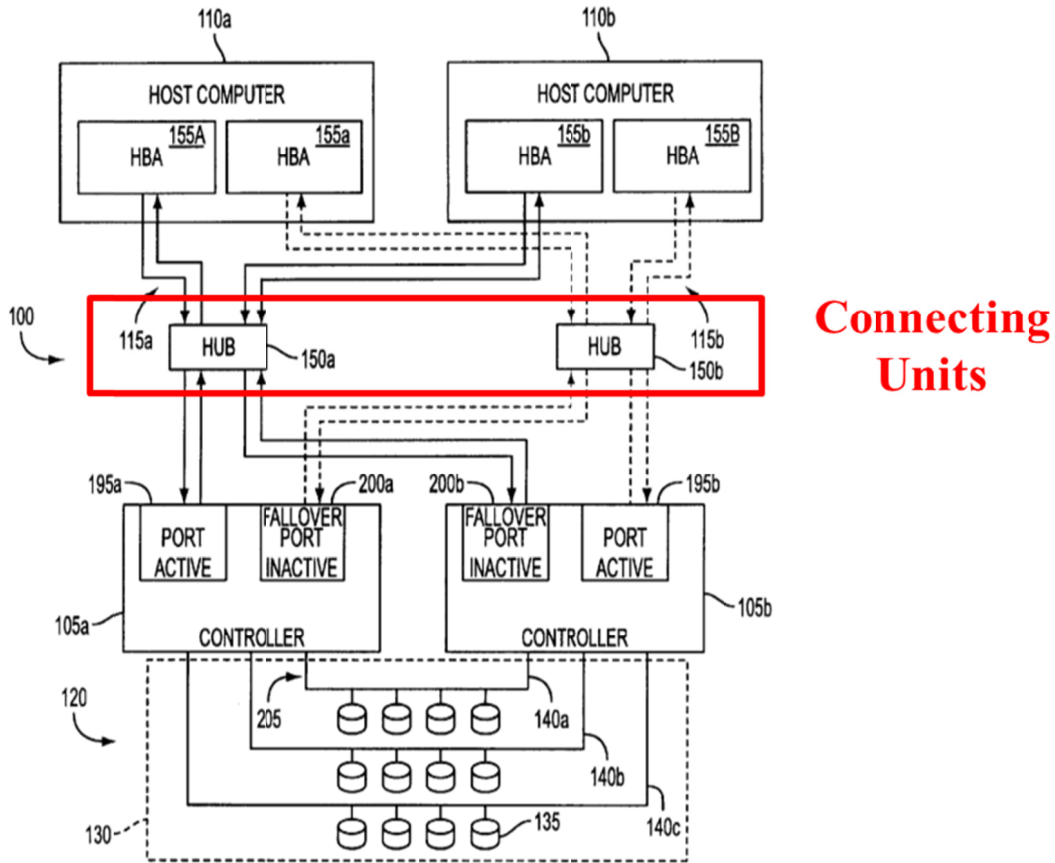 110a
110b
HOST COMPUTER
HOST COMPUTER
155A
HBA
155a
HBA
155b
HBA
155B
HBA
100
115a
HUB
150a
HUB
115b
150b
Connecting
Units
195a
200a
200b
195b
PORT
ACTIVE
FALLOVER
PORT
INACTIVE
FALLOVER
PORT
INACTIVE
PORT
ACTIVE
105a
CONTROLLER
CONTROLLER
105b
120
205
140a
140b
130
135
140c